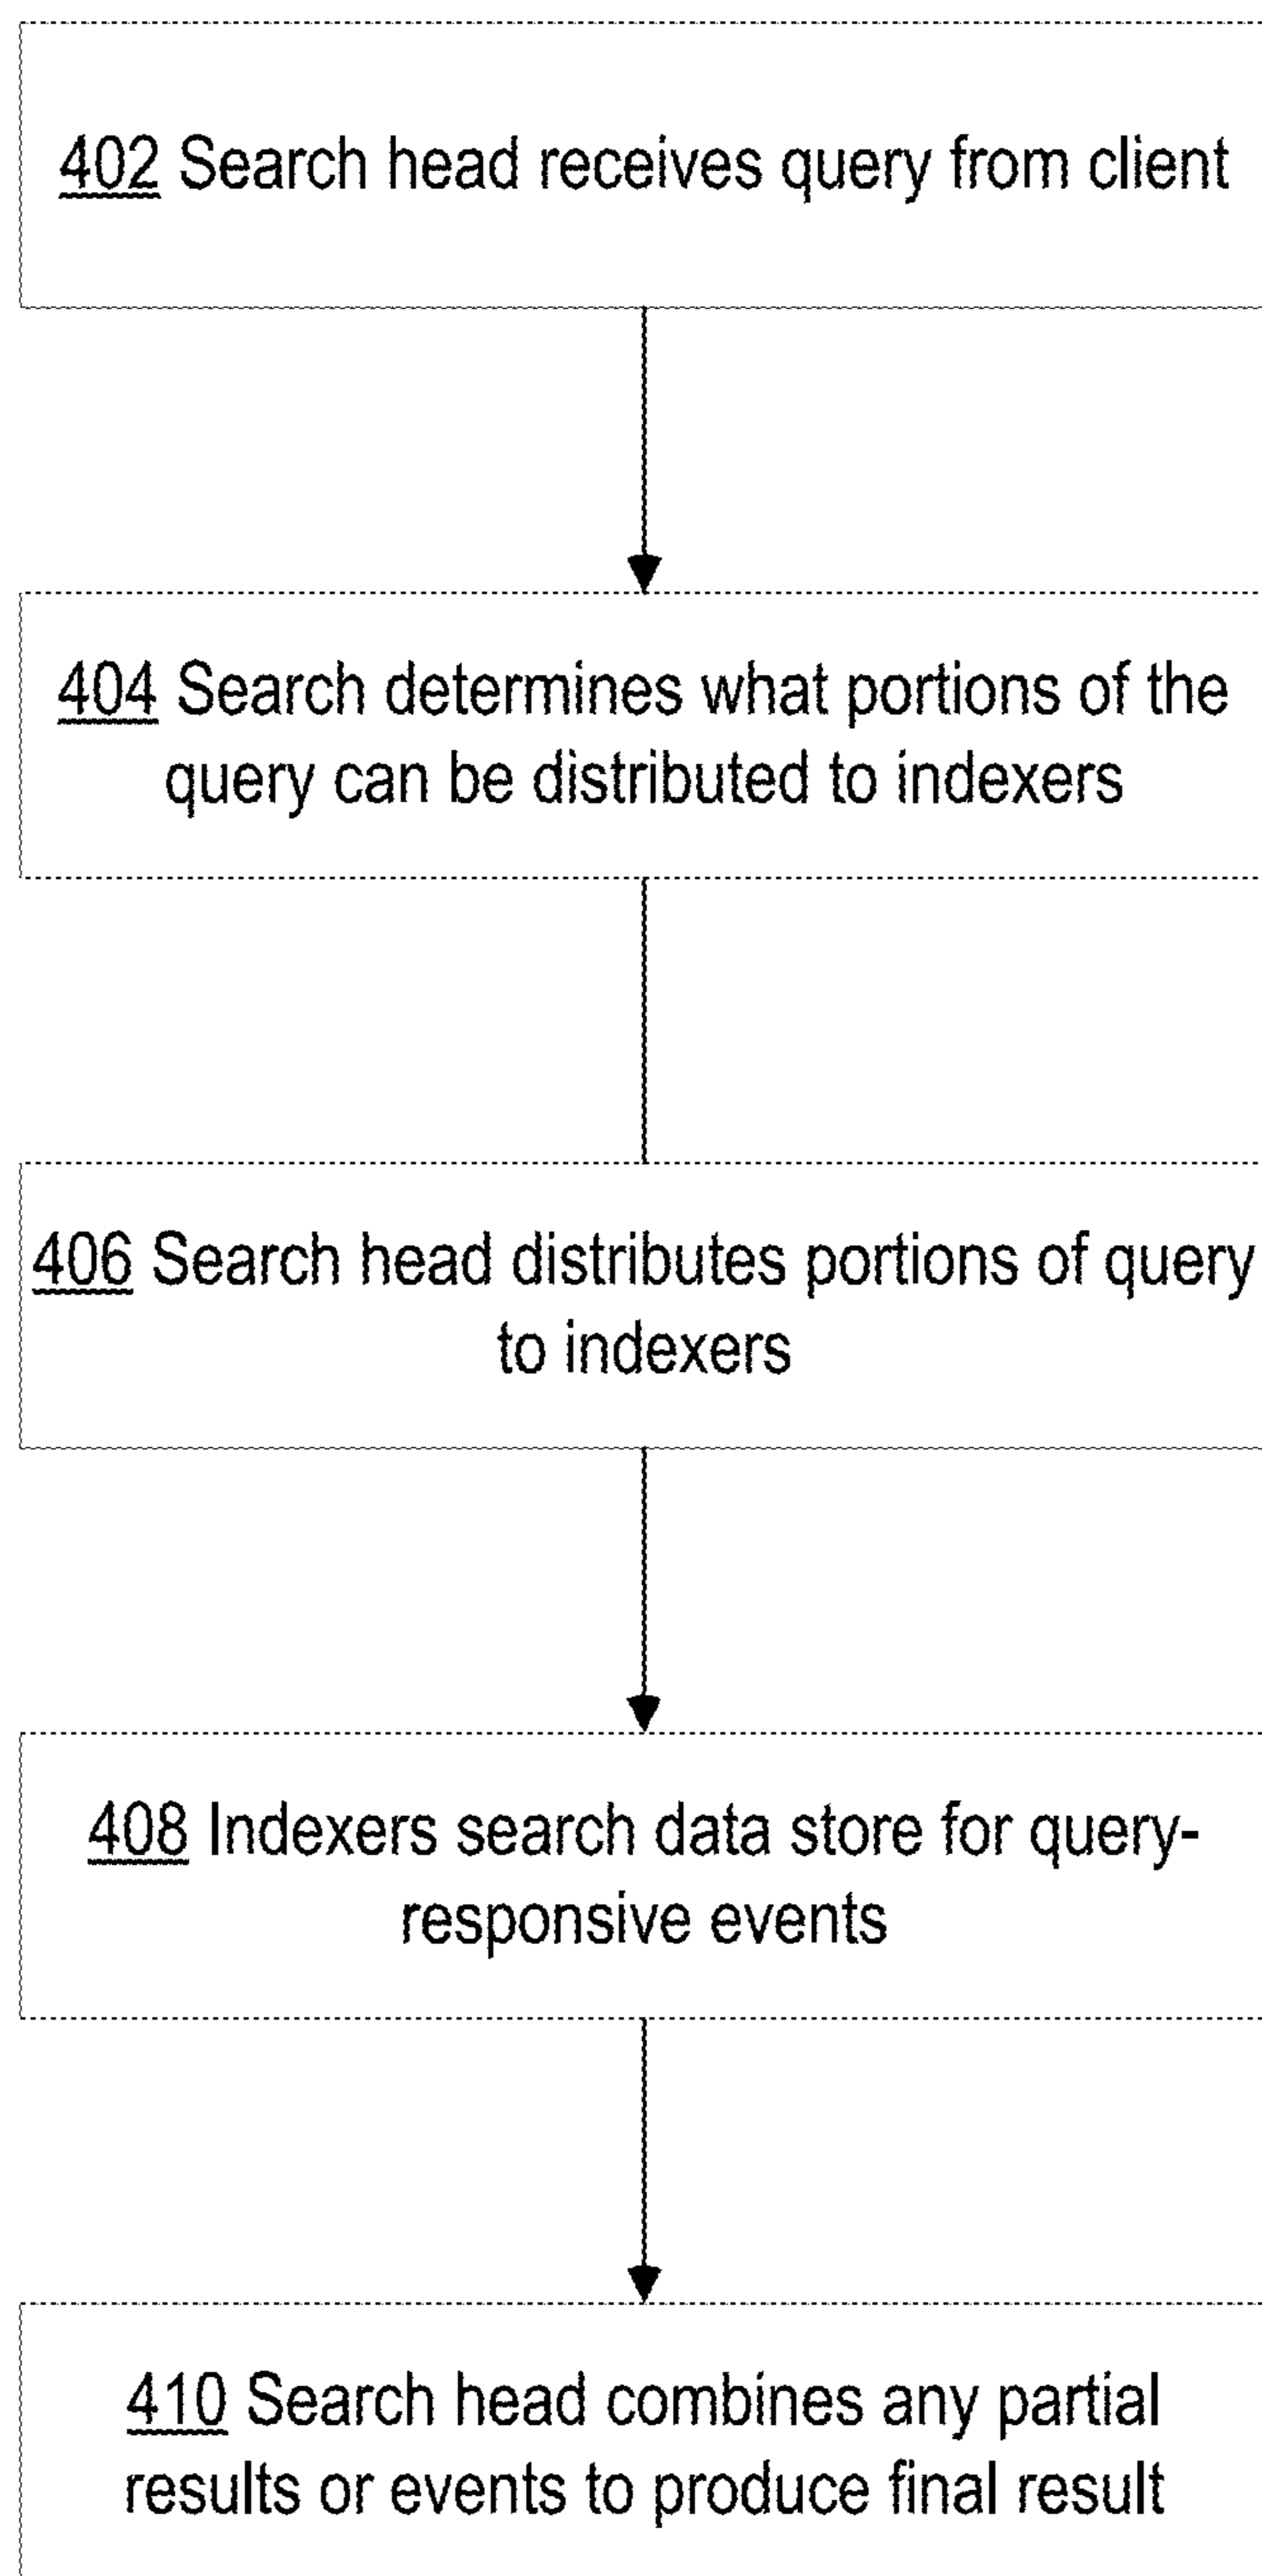 402 Search head receives query from client
404 Search determines what portions of the
query can be distributed to indexers
406 Search head distributes portions of query
to indexers
408 Indexers search data store for query-
responsive events
410 Search head combines any partial
results or events to produce final result